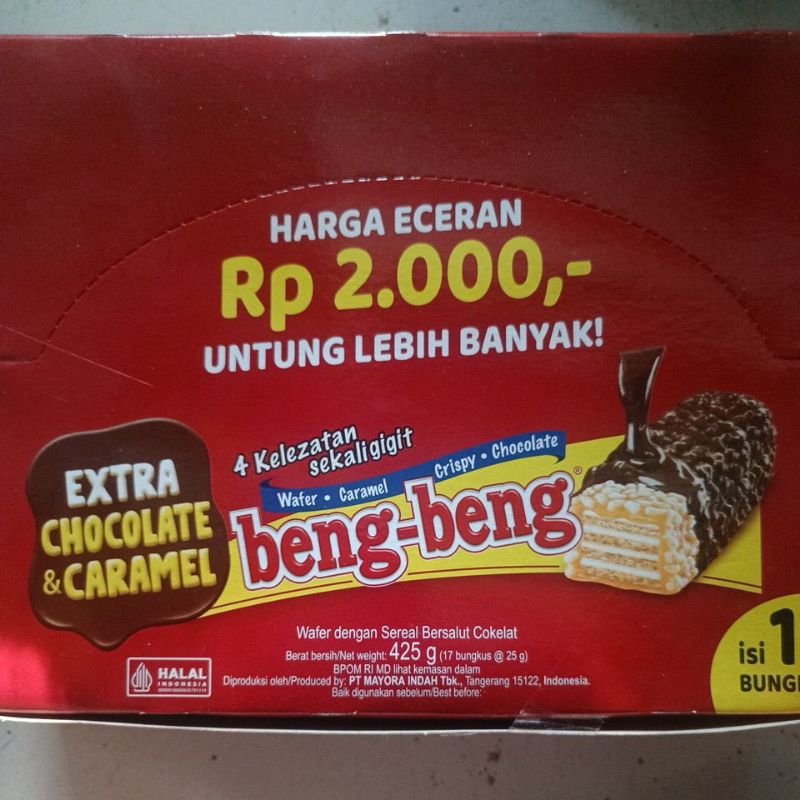 HARGA ECERAN
Rp 2.000,-
UNTUNG LEBIH BANYAK!
4 Kelezatan
sekali gigit
Wafer • Caramel Crispy • Chocolate
beng-beng®
EXTRA
CHOCOLATE
& CARAMEL
Wafer dengan Sereal Bersalut Cokelat
Berat bersih/Net weight: 425 g (17 bungkus @ 25 g)
BPOM RI MD lihat kemasan dalam
Diproduksi oleh/Produced by: PT MAYORA INDAH Tbk., Tangerang 15122, Indonesia.
Baik digunakan sebelum/Best before:
HALAL
INDONESIA
isi 1